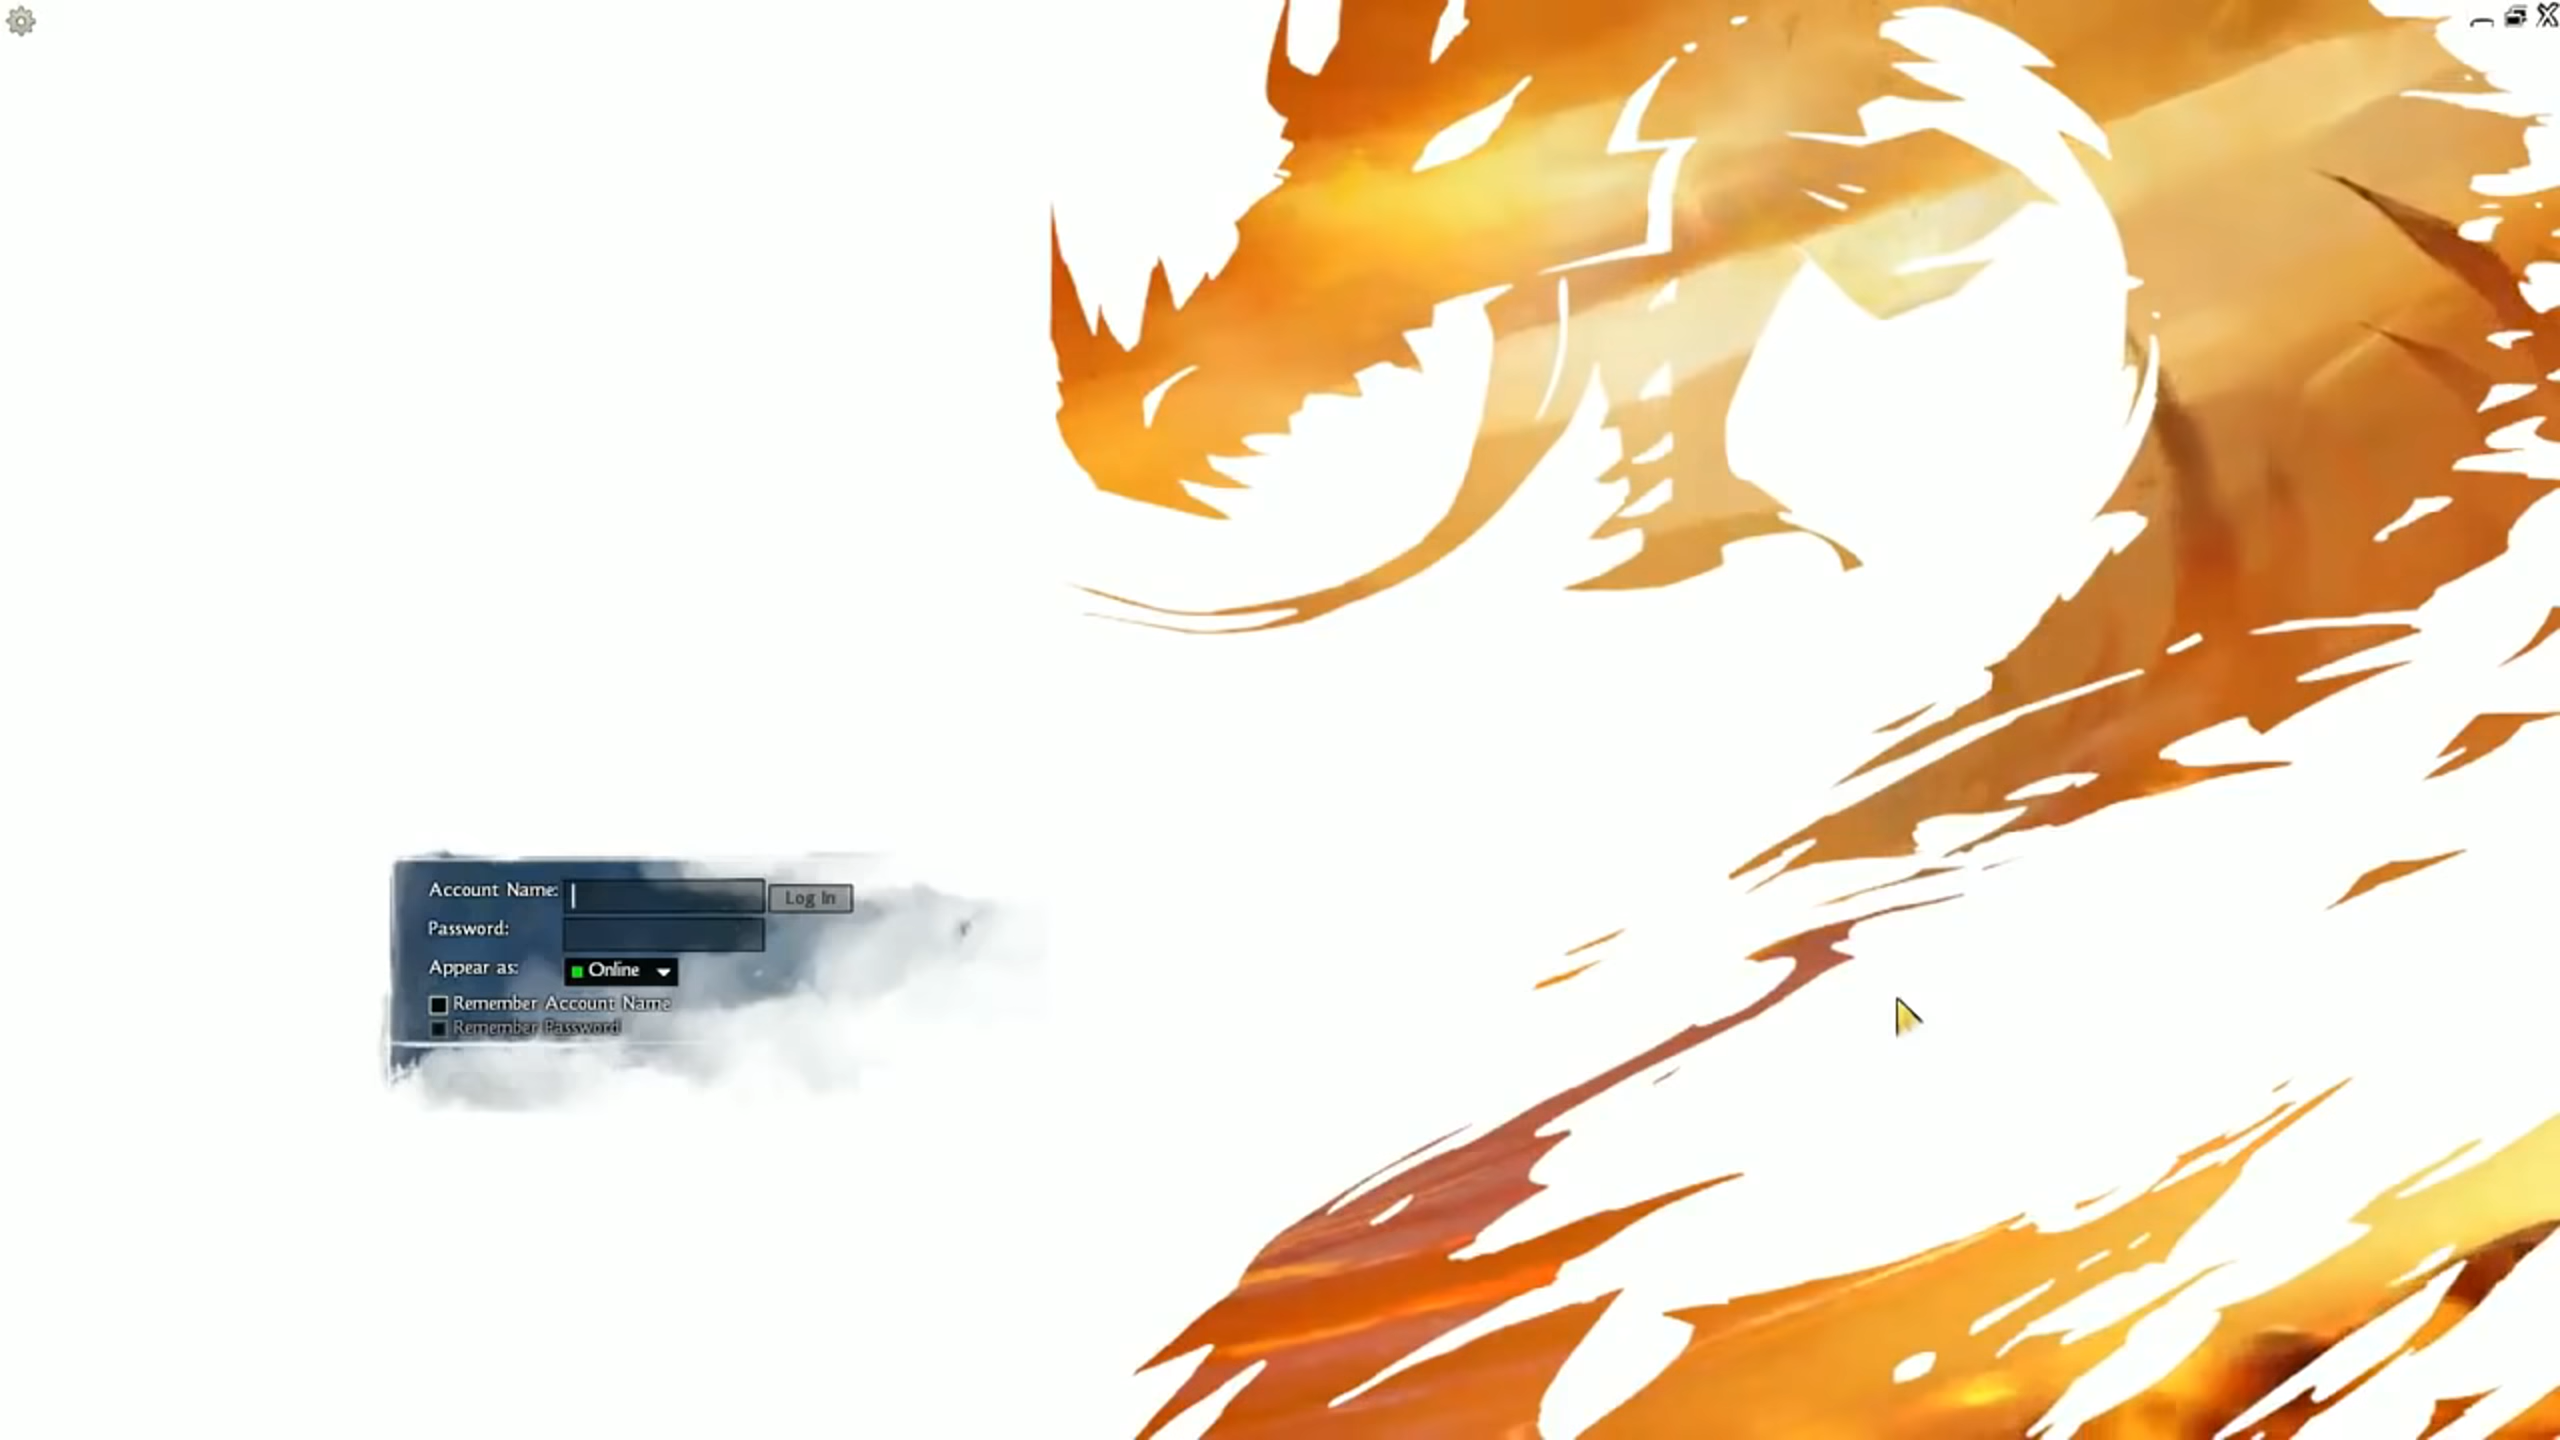 Account Name:
Log In
Password:
Appear as:
Online
Remember Account Name
Remember Password